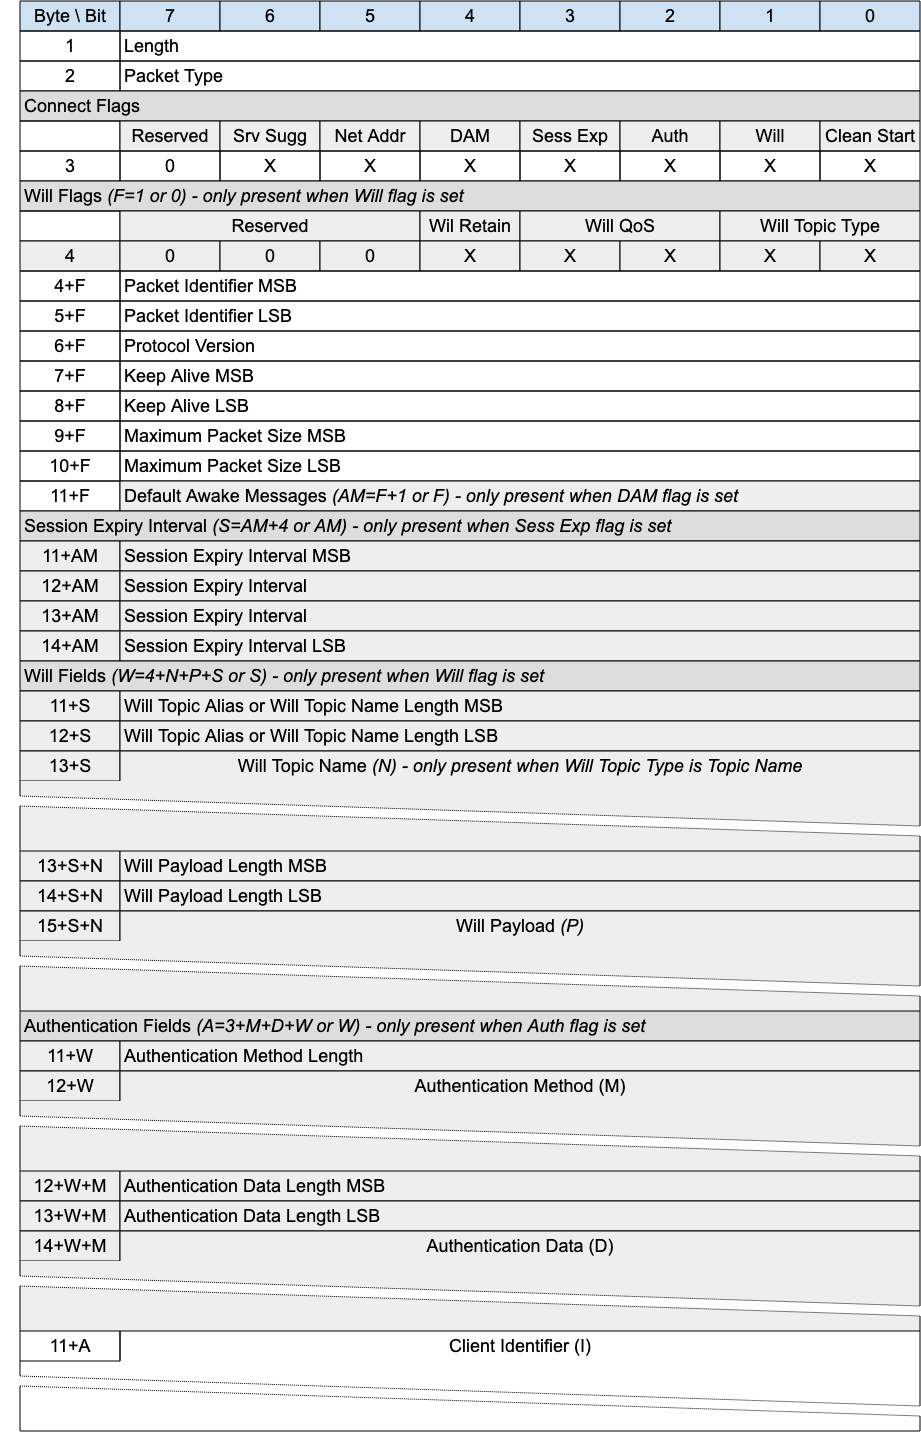 Byte \ Bit 7 6 5 4 3 2 1 0
1 Length
2 Packet Type
Connect Flags
Reserved Srv Sugg Net Addr DAM Sess Exp Auth Will Clean Start
3 0 X X X X X X X
Will Flags (F=1 or 0) - only present when Will flag is set
Reserved Wil Retain Will QoS Will Topic Type
4 0 0 0 X X X X X
4+F Packet Identifier MSB
5+F Packet Identifier LSB
6+F Protocol Version
7+F Keep Alive MSB
8+F Keep Alive LSB
9+F Maximum Packet Size MSB
10+F Maximum Packet Size LSB
11+F Default Awake Messages (AM=F+1 or F) - only present when DAM flag is set
Session Expiry Interval (S=AM+4 or AM) - only present when Sess Exp flag is set
11+AM Session Expiry Interval MSB
12+AM Session Expiry Interval
13+AM Session Expiry Interval
14+AM Session Expiry Interval LSB
Will Fields (W=4+N+P+S or S) - only present when Will flag is set
11+S Will Topic Alias or Will Topic Name Length MSB
12+S Will Topic Alias or Will Topic Name Length LSB
13+S Will Topic Name (N) - only present when Will Topic Type is Topic Name
13+S+N Will Payload Length MSB
14+S+N Will Payload Length LSB
15+S+N Will Payload (P)
Authentication Fields (A=3+M+D+W or W) - only present when Auth flag is set
11+W Authentication Method Length
12+W Authentication Method (M)
12+W+M Authentication Data Length MSB
13+W+M Authentication Data Length LSB
14+W+M Authentication Data (D)
11+A Client Identifier (I)